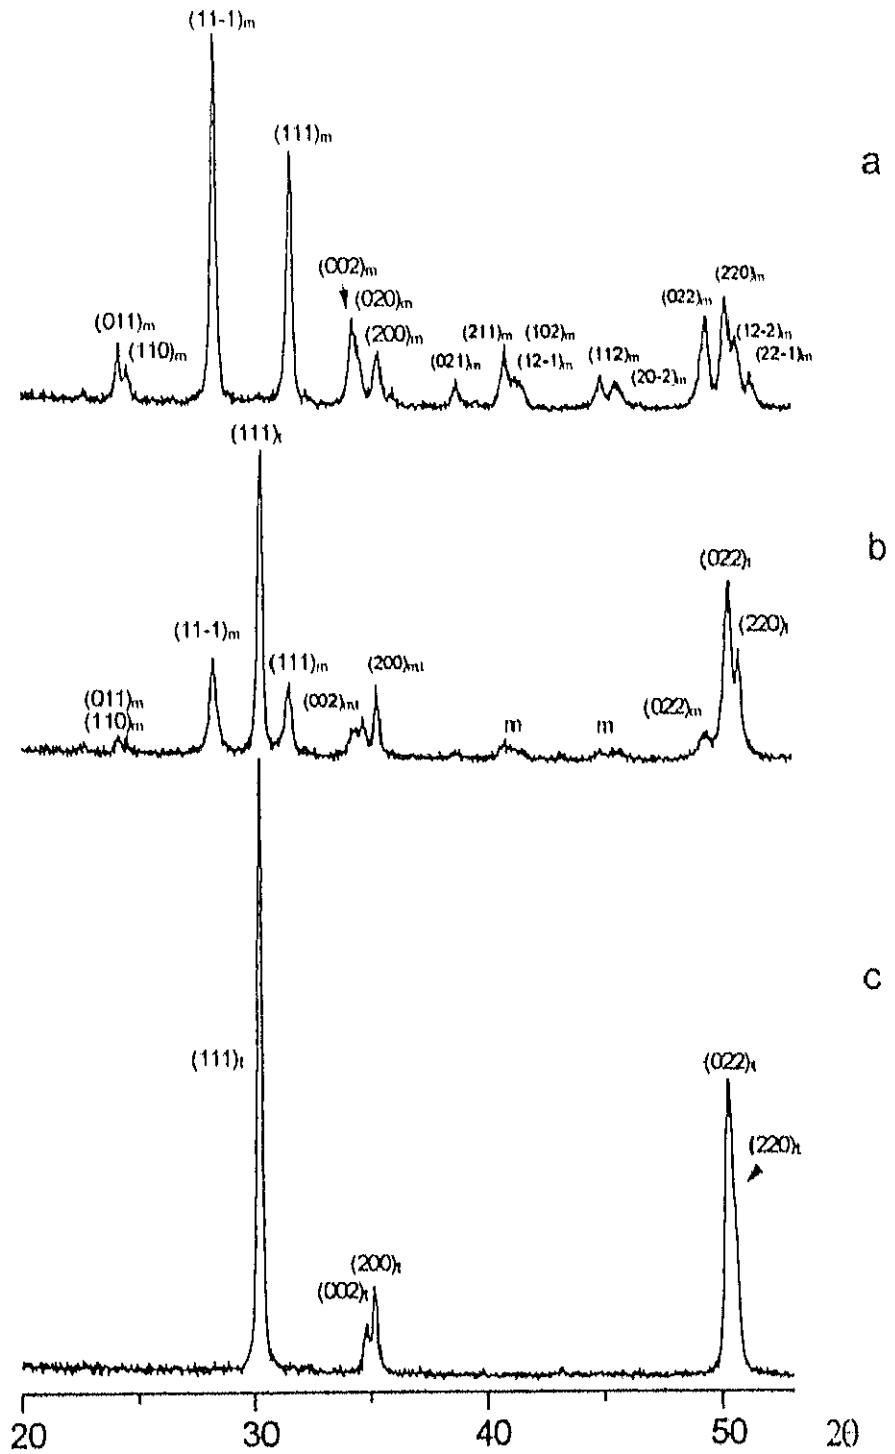 (11-1)m
(111)m
a
(002)m
(020)m
(220)m
(022)m
(011)m
(110)m
(200)m
(211)m
(102)m
(12-2)m
(021)m
(12-1)m
(112)m
(20-2)m
(22-1)m
(111)t
b
(022)t
(11-1)m
(220)t
(111)m
(200)m,t
(011)m
(110)m
(002)m,t
m
m
(022)m
c
(111)t
(022)t
(220)t
(200)t
(002)t
20
30
40
50
2θ